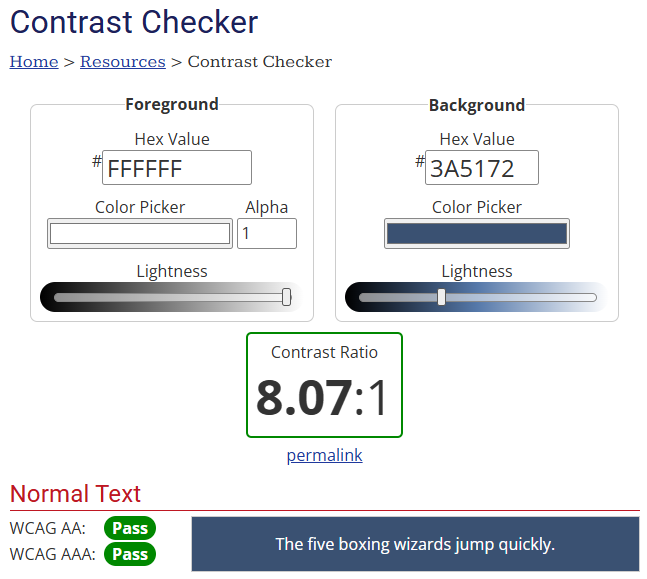 Contrast Checker
Home > Resources > Contrast Checker
Foreground
Hex Value
# FFFFFF
Color Picker
Alpha
1
Lightness
Background
Hex Value
# 3A5172
Color Picker
Lightness
Contrast Ratio
8.07:1
permalink
Normal Text
WCAG AA: Pass
WCAG AAA: Pass
The five boxing wizards jump quickly.